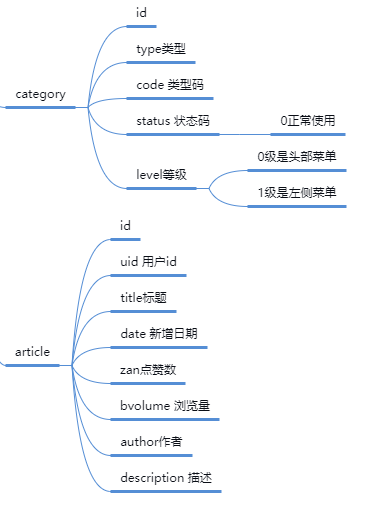 category
id
type类型
code 类型码
status 状态码
0正常使用
level等级
0级是头部菜单
1级是左侧菜单
article
id
uid 用户id
title标题
date 新增日期
zan点赞数
bvolume 浏览量
author作者
description 描述